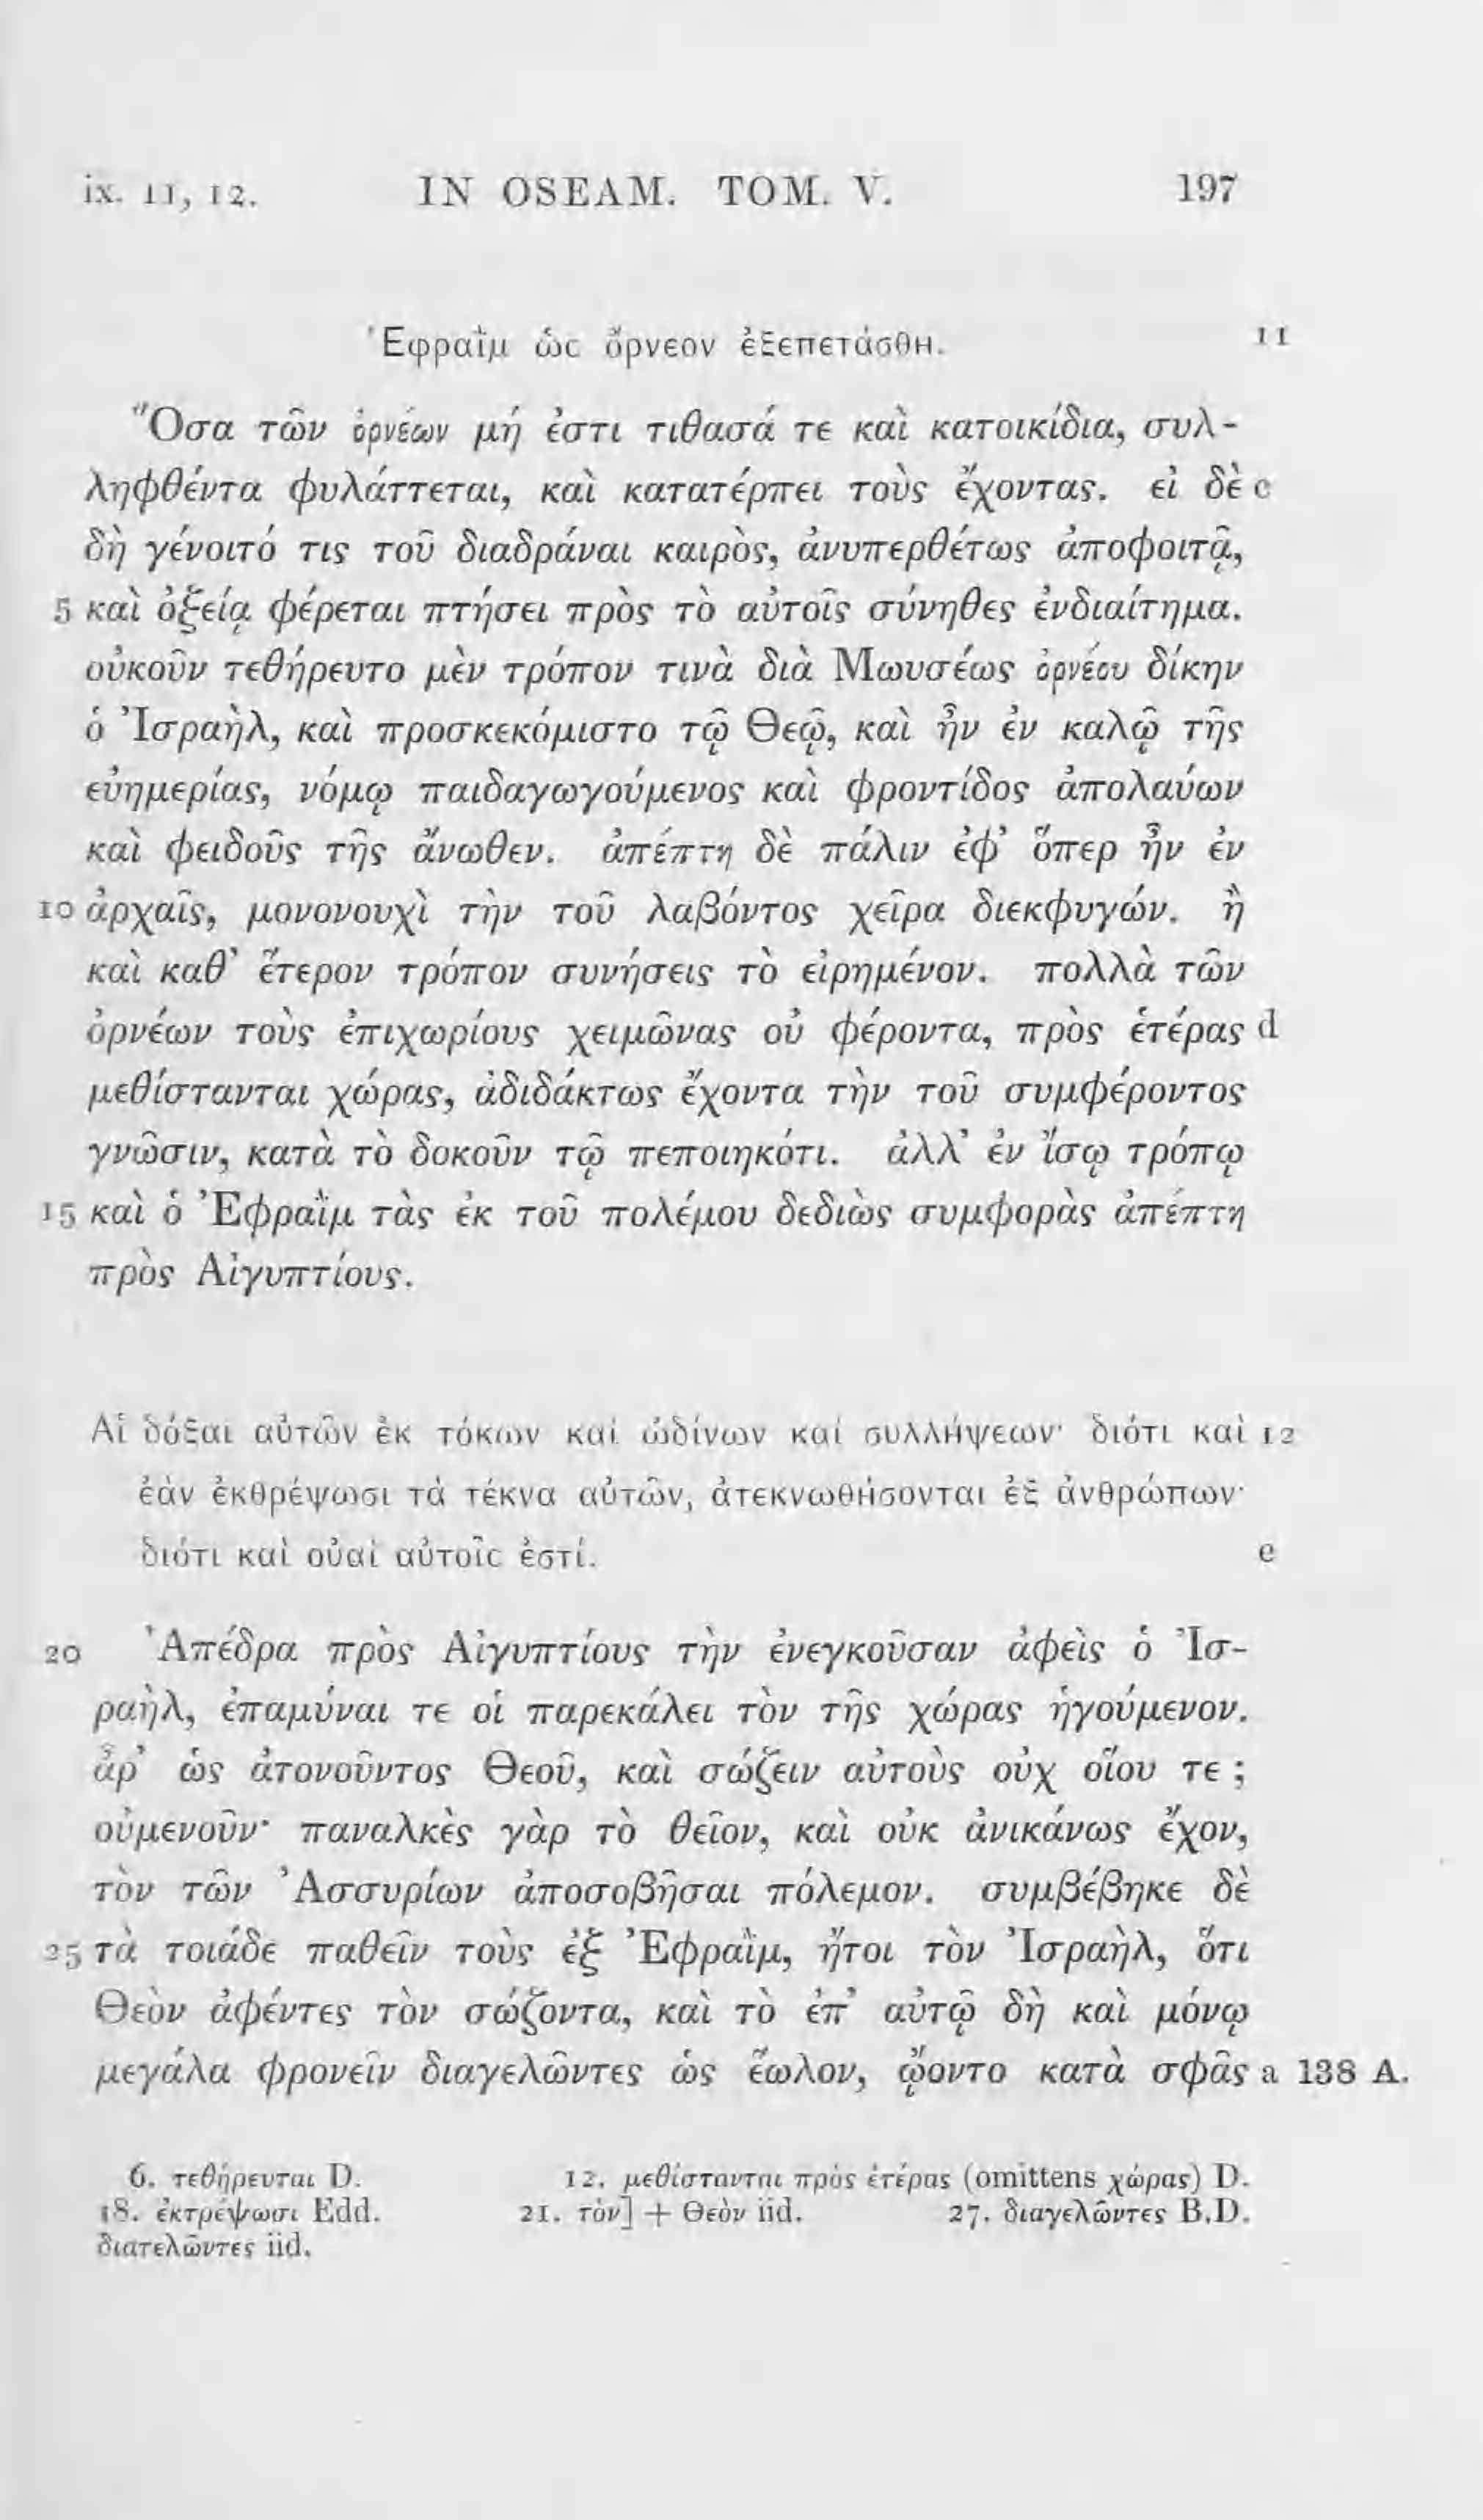 ix. 11, 12. IN OSEAM. TOM. V. 197
Ἐφραῒμ ὡς ὄρνεον ἐξεπετάσθη. 11
Ὅσα τῶν ὀρνέων μή ἐστι τιθασά τε καὶ κατοικίδια, συλ-
ληφθέντα φυλάττεται, καὶ κατατέρπει τοὺς ἔχοντας. εἰ δὲ c
δὴ γένοιτό τις τοῦ διαδράναι καιρὸς, ἀνυπερθέτως ἀποφοιτᾷ,
5 καὶ ὀξείᾳ φέρεται πτήσει πρὸς τὸ αὐτοῖς σύνηθες ἐνδιαίτημα.
οὐκοῦν τεθήρευτο μὲν τρόπον τινὰ διὰ Μωυσέως ὀρνέου δίκην
ὁ Ἰσραὴλ, καὶ προσκεκόμιστο τῷ Θεῷ, καὶ ἦν ἐν καλῷ τῆς
εὐημερίας, νόμῳ παιδαγωγούμενος καὶ φροντίδος ἀπολαύων
καὶ φειδοῦς τῆς ἄνωθεν. ἀπέπτη δὲ πάλιν ἐφ’ ὅπερ ἦν ἐν
10 ἀρχαῖς, μονονουχὶ τὴν τοῦ λαβόντος χεῖρα διεκφυγών. ἢ
καὶ καθ’ ἕτερον τρόπον συνήσεις τὸ εἰρημένον. πολλὰ τῶν
ὀρνέων τοὺς ἐπιχωρίους χειμῶνας οὐ φέροντα, πρὸς ἑτέρας d
μεθίστανται χώρας, ἀδιδάκτως ἔχοντα τὴν τοῦ συμφέροντος
γνῶσιν, κατὰ τὸ δοκοῦν τῷ πεποιηκότι. ἀλλ’ ἐν ἴσῳ τρόπῳ
15 καὶ ὁ Ἐφραῒμ τὰς ἐκ τοῦ πολέμου δεδιὼς συμφορὰς ἀπέπτη
πρὸς Αἰγυπτίους.
Αἱ δόξαι αὐτῶν ἐκ τόκων καὶ ὠδίνων καὶ συλλήψεων· διότι καὶ 12
ἐὰν ἐκθρέψωσι τὰ τέκνα αὐτῶν, ἀτεκνωθήσονται ἐξ ἀνθρώπων·
διότι καὶ οὐαὶ αὐτοῖς ἐστί. e
20 Ἀπέδρα πρὸς Αἰγυπτίους τὴν ἐνεγκοῦσαν ἀφεὶς ὁ Ἰσ-
ραὴλ, ἐπαμύναι τε οἱ παρεκάλει τὸν τῆς χώρας ἡγούμενον.
ἆρ’ ὡς ἀτονοῦντος Θεοῦ, καὶ σώζειν αὐτοὺς οὐχ οἵου τε ;
οὐμενοῦν· παναλκὲς γὰρ τὸ θεῖον, καὶ οὐκ ἀνικάνως ἔχον,
τὸν τῶν Ἀσσυρίων ἀποσοβῆσαι πόλεμον. συμβέβηκε δὲ
25 τὰ τοιάδε παθεῖν τοὺς ἐξ Ἐφραῒμ, ἤτοι τὸν Ἰσραὴλ, ὅτι
Θεὸν ἀφέντες τὸν σώζοντα, καὶ τὸ ἐπ’ αὐτῷ δὴ καὶ μόνῳ
μεγάλα φρονεῖν διαγελῶντες ὡς ἕωλον, ᾤοντο κατὰ σφᾶς a 138 A.
6. τεθήρευται D. 12. μεθίστανται πρὸς ἑτέρας (omittens χώρας) D.
18. ἐκτρέψωσι Edd. 21. τὸν] + Θεὸν iid. 27. διαγελῶντες B.D.
διατελῶντες iid.